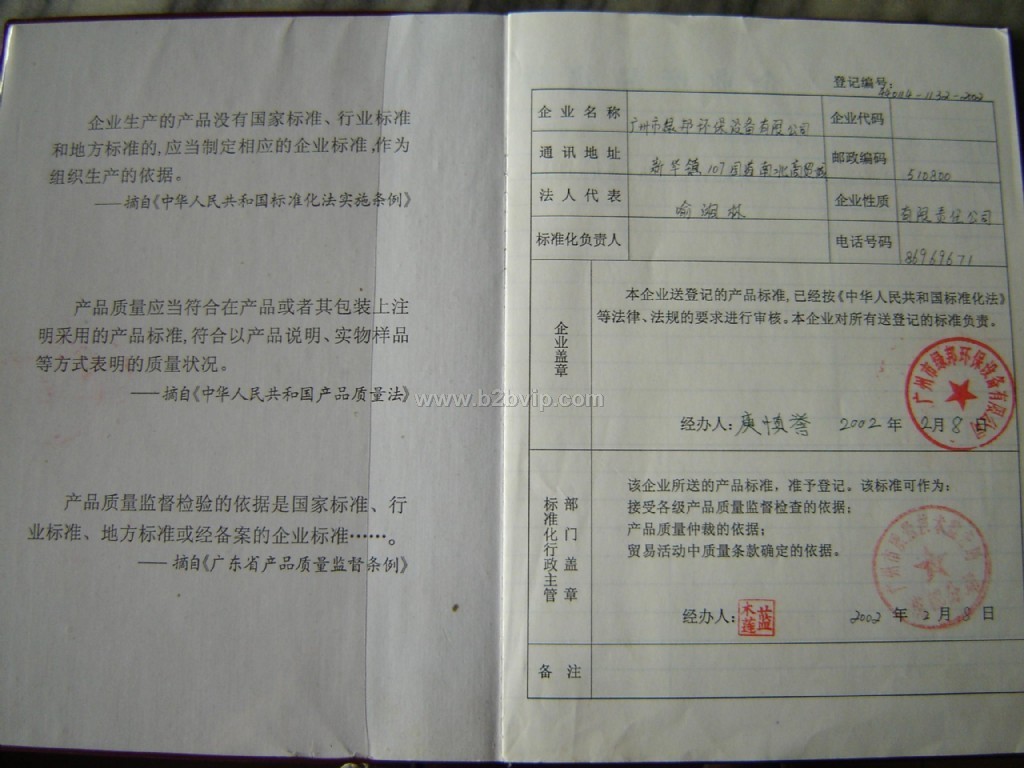 企业生产的产品没有国家标准、行业标准
和地方标准的,应当制定相应的企业标准,作为
组织生产的依据。
——摘自《中华人民共和国标准化法实施条例》
产品质量应当符合在产品或者其包装上注
明采用的产品标准,符合以产品说明、实物样品
等方式表明的质量状况。
——摘自《中华人民共和国产品质量法》
产品质量监督检验的依据是国家标准、行
业标准、地方标准或经备案的企业标准……。
——摘自《广东省产品质量监督条例》
登记编号:
企业名称 广州市绿邦环保设备有限公司 企业代码
通讯地址 新华镇107国道 邮政编码 510800
法人代表 企业性质 有限责任公司
标准化负责人 电话号码 86969671
企业盖章
本企业送登记的产品标准,已经按《中华人民共和国标准化法》
等法律、法规的要求进行审核。本企业对所有送登记的标准负责。
广州市绿邦环保设备有限公司
经办人: 2002年2月8日
标准化行政主管
部门盖章
该企业所送的产品标准，准予登记。该标准可作为：
接受各级产品质量监督检查的依据;
产品质量仲裁的依据;
贸易活动中质量条款确定的依据。
经办人: 2002年2月8日
备注
www.b2bvip.com